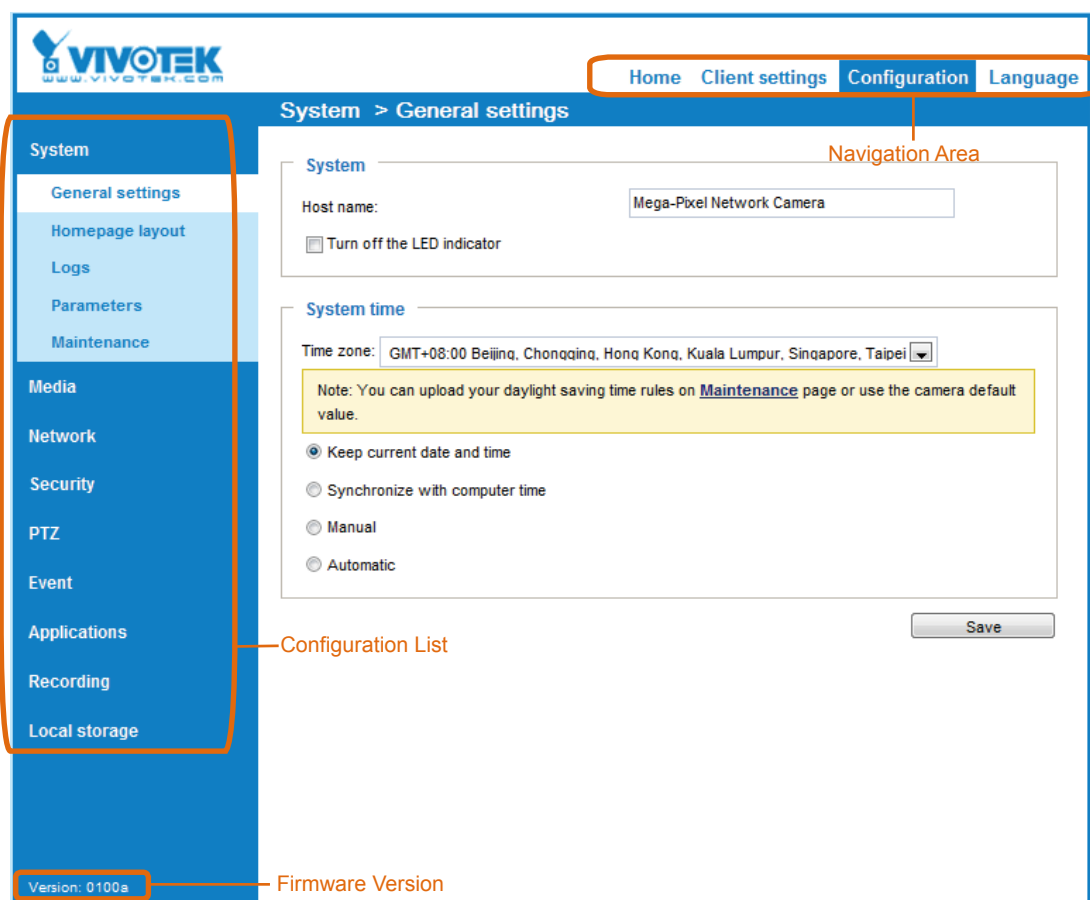 VIVOTEK
www.vivotek.com
Home Client settings Configuration Language
System > General settings
Navigation Area
System
General settings
Homepage layout
Logs
Parameters
Maintenance
Media
Network
Security
PTZ
Event
Applications
Recording
Local storage
Configuration List
Version: 0100a
Firmware Version
System
Host name: Mega-Pixel Network Camera
Turn off the LED indicator
System time
Time zone: GMT+08:00 Beijing, Chongqing, Hong Kong, Kuala Lumpur, Singapore, Taipei
Note: You can upload your daylight saving time rules on Maintenance page or use the camera default
value.
Keep current date and time
Synchronize with computer time
Manual
Automatic
Save